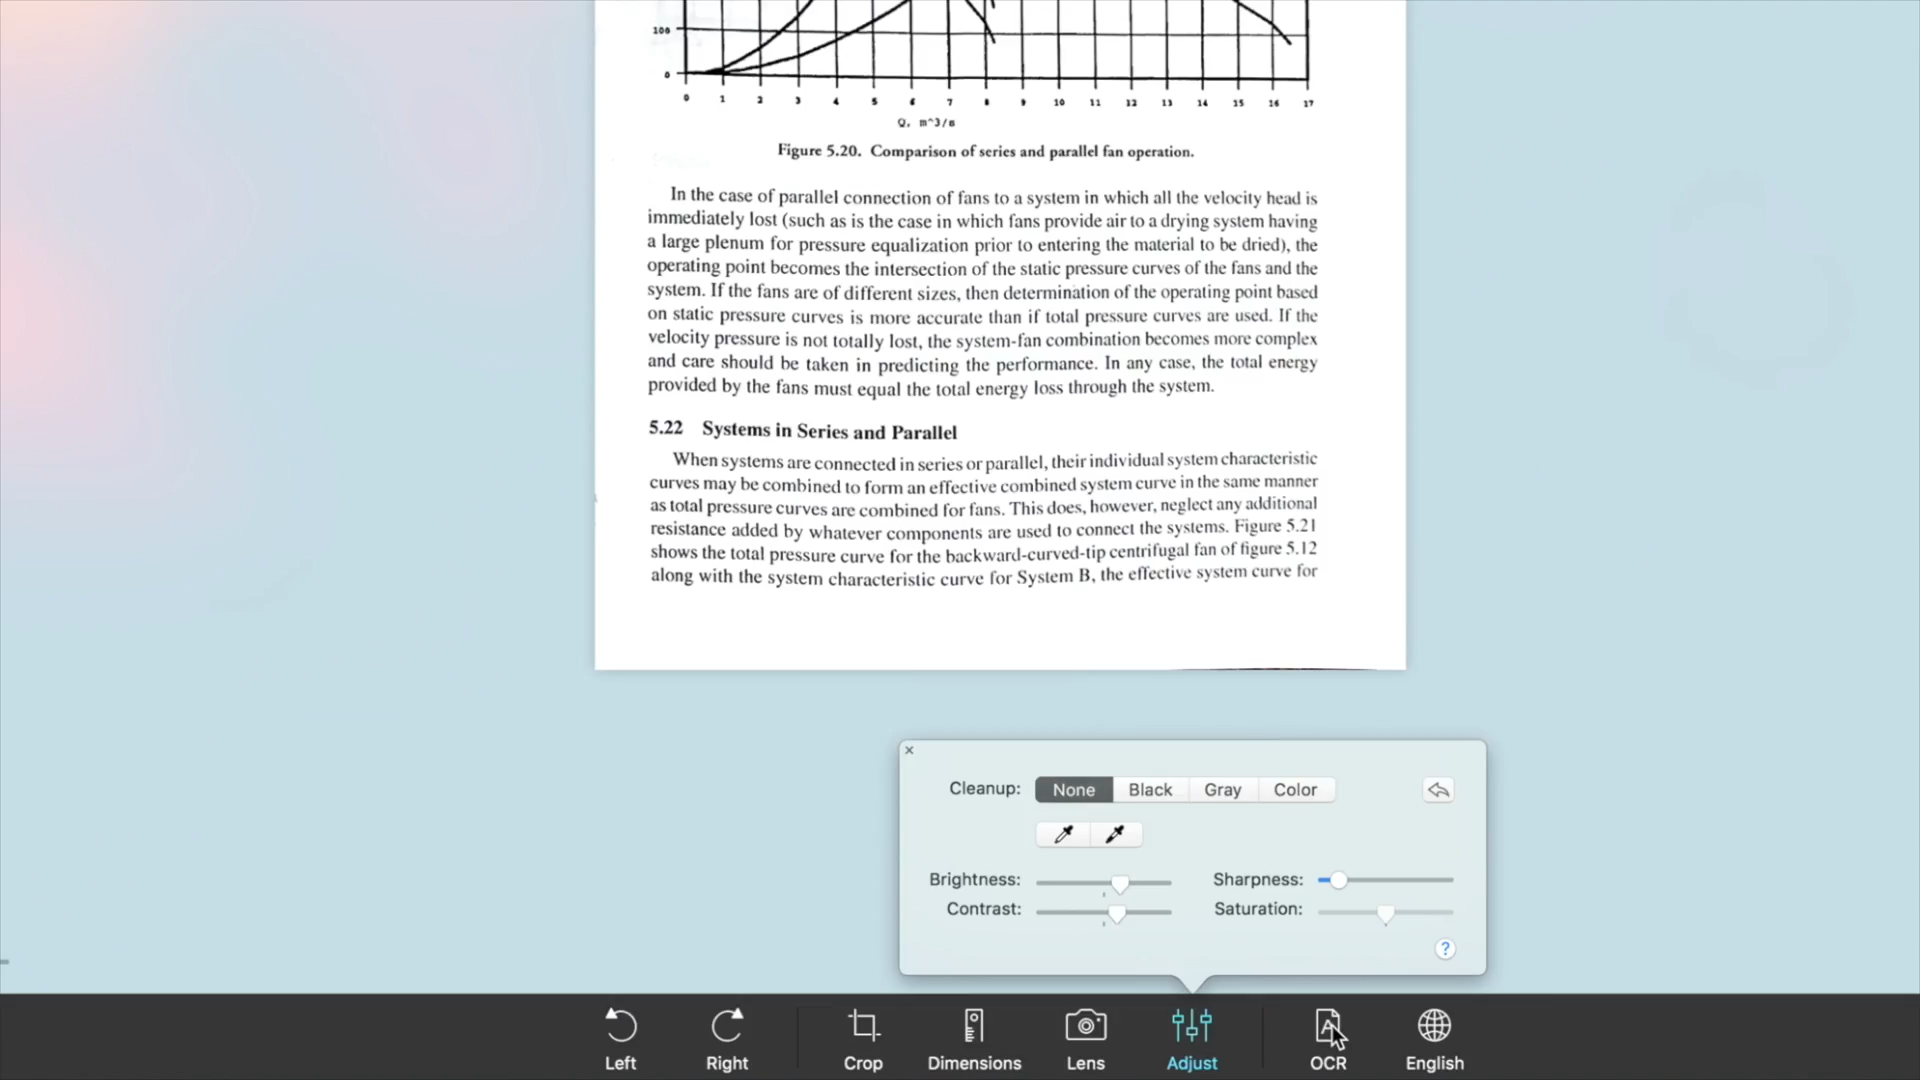 100
0
0 1 2 3 4 5 6 7 8 9 10 11 12 13 14 15 16 17
Q, m^3/s
Figure 5.20. Comparison of series and parallel fan operation.
In the case of parallel connection of fans to a system in which all the velocity head is
immediately lost (such as is the case in which fans provide air to a drying system having
a large plenum for pressure equalization prior to entering the material to be dried), the
operating point becomes the intersection of the static pressure curves of the fans and the
system. If the fans are of different sizes, then determination of the operating point based
on static pressure curves is more accurate than if total pressure curves are used. If the
velocity pressure is not totally lost, the system-fan combination becomes more complex
and care should be taken in predicting the performance. In any case, the total energy
provided by the fans must equal the total energy loss through the system.
5.22 Systems in Series and Parallel
When systems are connected in series or parallel, their individual system characteristic
curves may be combined to form an effective combined system curve in the same manner
as total pressure curves are combined for fans. This does, however, neglect any additional
resistance added by whatever components are used to connect the systems. Figure 5.21
shows the total pressure curve for the backward-curved-tip centrifugal fan of figure 5.12
along with the system characteristic curve for System B, the effective system curve for
Cleanup: None Black Gray Color
Brightness: Sharpness:
Contrast: Saturation:
?
Left Right Crop Dimensions Lens Adjust OCR English